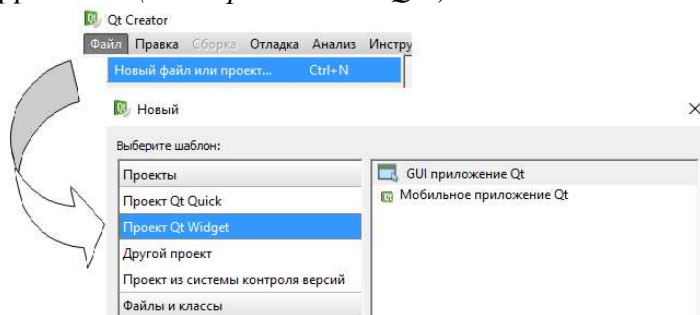 Qt Creator
Файл Правка Сборка Отладка Анализ Инстру
Новый файл или проект... Ctrl+N
Новый
Выберите шаблон:
Проекты
Проект Qt Quick
Проект Qt Widget
Другой проект
Проект из системы контроля версий
Файлы и классы
GUI приложение Qt
Мобильное приложение Qt